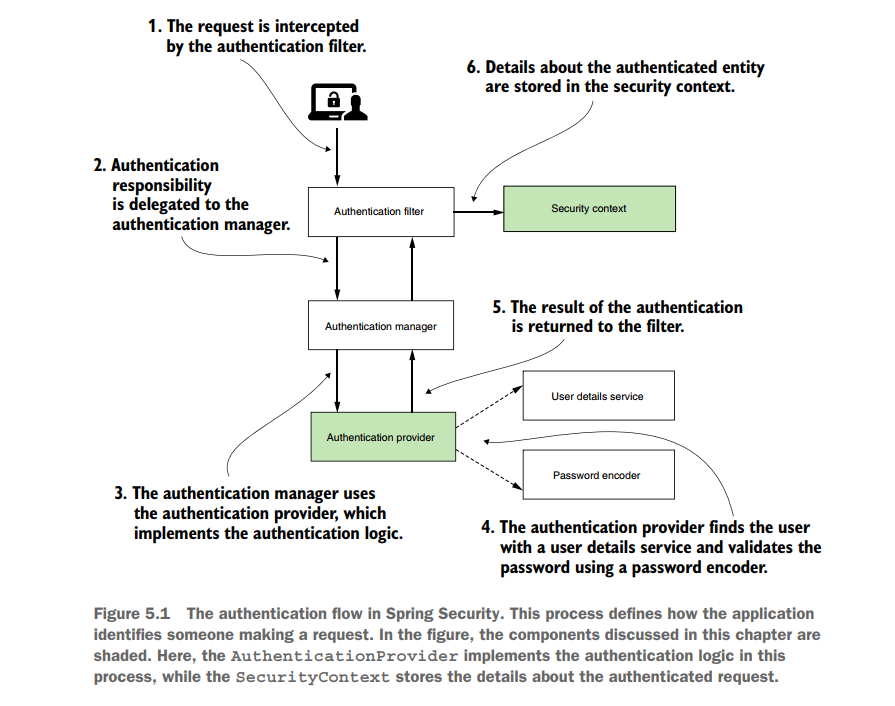 1. The request is intercepted
by the authentication filter.
6. Details about the authenticated entity
are stored in the security context.
2. Authentication
responsibility
is delegated to the
authentication manager.
Authentication filter
Security context
Authentication manager
5. The result of the authentication
is returned to the filter.
User details service
Authentication provider
Password encoder
3. The authentication manager uses
the authentication provider, which
implements the authentication logic.
4. The authentication provider finds the user
with a user details service and validates the
password using a password encoder.
Figure 5.1 The authentication flow in Spring Security. This process defines how the application
identifies someone making a request. In the figure, the components discussed in this chapter are
shaded. Here, the AuthenticationProvider implements the authentication logic in this
process, while the SecurityContext stores the details about the authenticated request.